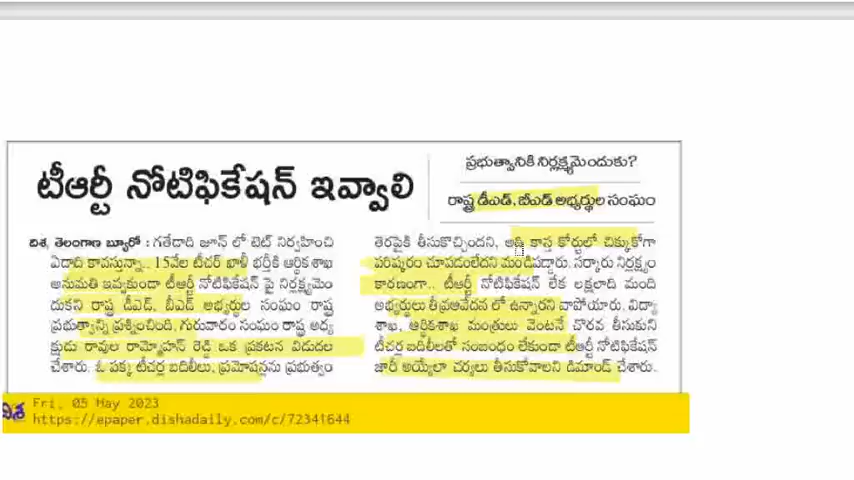 టీఆర్టీ నోటిఫికేషన్ ఇవ్వాలి
ప్రభుత్వానికి నిర్లక్ష్యమెందుకు?
రాష్ట్ర డీఎడ్, బీఎడ్ అభ్యర్థుల సంఘం
దిశ, తెలంగాణ బ్యూరో : గతేడాది జూన్ లో టెట్ నిర్వహించి
ఏడాది కావస్తున్నా.. 15వేల టీచర్ ఖాళీ భర్తీకి ఆర్థికశాఖ
అనుమతి ఇవ్వకుండా టీఆర్టీ నోటిఫికేషన్ పై నిర్లక్ష్యమెం
దుకని రాష్ట్ర డీఎడ్, బీఎడ్ అభ్యర్థుల సంఘం రాష్ట్ర
ప్రభుత్వాన్ని ప్రశ్నించింది. గురువారం సంఘం రాష్ట్ర అధ్య
క్షుడు రావుల రామ్మోహన్ రెడ్డి ఒక ప్రకటన విడుదల
చేశారు. ఓ పక్క టీచర్ల బదిలీలు, ప్రమోషన్లను ప్రభుత్వం
తెరపైకి తీసుకొచ్చిందని, అది కాస్త కోర్టులో చిక్కుకోగా
పరిష్కరం చూపడంలేదని మండిపడ్డారు. సర్కారు నిర్లక్ష్యం
కారణంగా.. టీఆర్టీ నోటిఫికేషన్ లేక లక్షలాది మంది
అభ్యర్థులు తీవ్రఆవేదన లో ఉన్నారని వాపోయారు. విద్యా
శాఖ, ఆర్థికశాఖ మంత్రులు వెంటనే చొరవ తీసుకుని
టీచర్ల బదిలీలతో సంబంధం లేకుండా టీఆర్టీ నోటిఫికేషన్
జారీ అయ్యేలా చర్యలు తీసుకోవాలని డిమాండ్ చేశారు.
దిశ
Fri, 05 May 2023
https://epaper.dishadaily.com/c/72341644